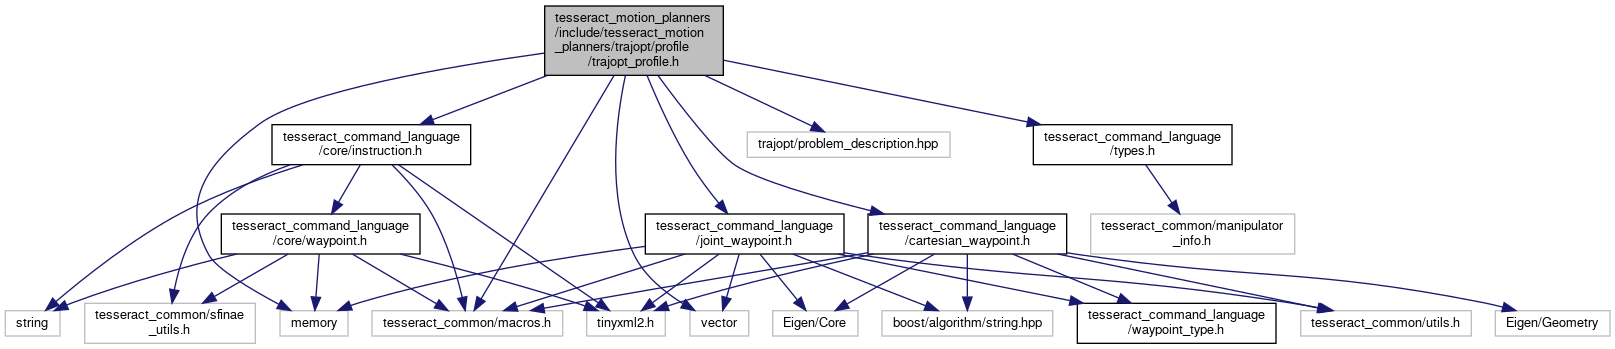 tesseract_motion_planners
/include/tesseract_motion
_planners/trajopt/profile
/trajopt_profile.h
tesseract_command_language
/core/instruction.h
trajopt/problem_description.hpp
tesseract_command_language
/types.h
tesseract_command_language
/core/waypoint.h
tesseract_command_language
/joint_waypoint.h
tesseract_command_language
/cartesian_waypoint.h
tesseract_common/manipulator
_info.h
string
tesseract_common/sfinae
_utils.h
memory
tesseract_common/macros.h
tinyxml2.h
vector
Eigen/Core
boost/algorithm/string.hpp
tesseract_command_language
/waypoint_type.h
tesseract_common/utils.h
Eigen/Geometry